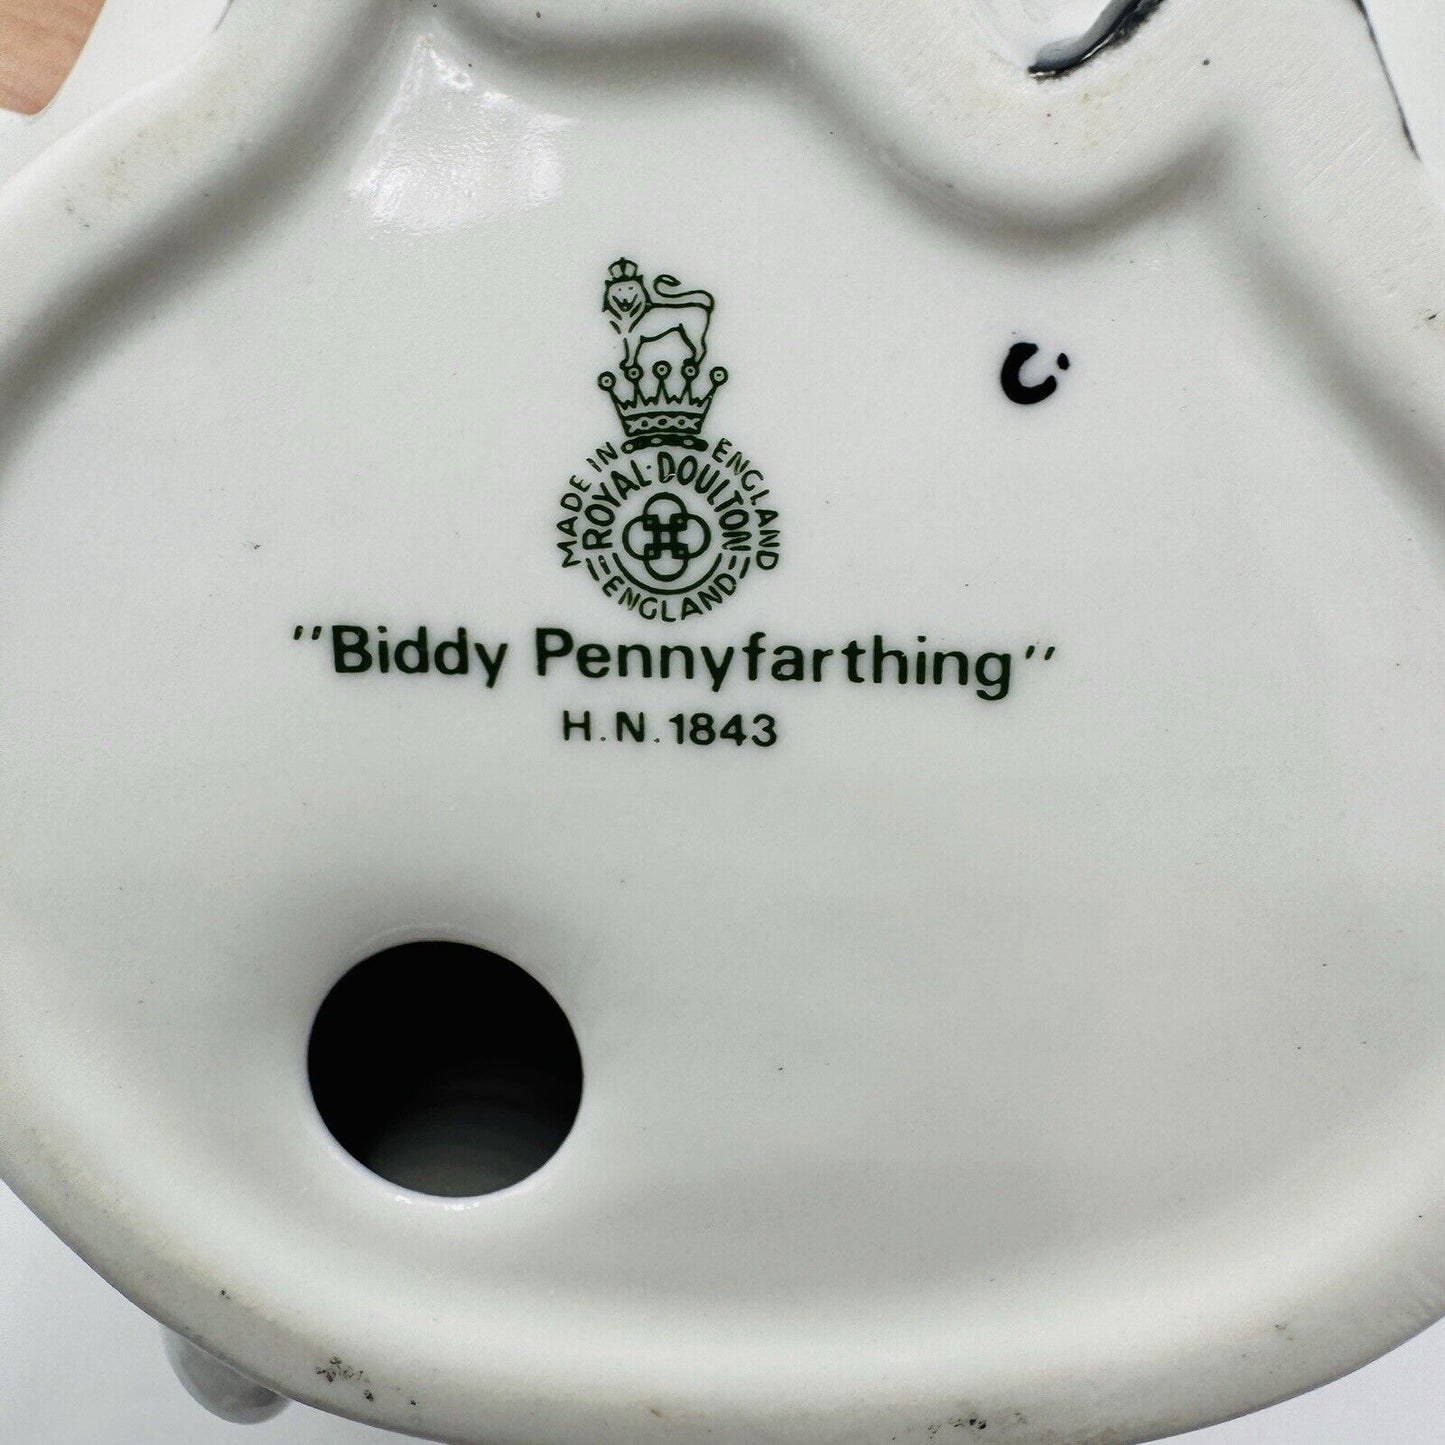 MADE IN ENGLAND
ROYAL·DOULTON
ENGLAND
"Biddy Pennyfarthing"
H.N.1843
C.